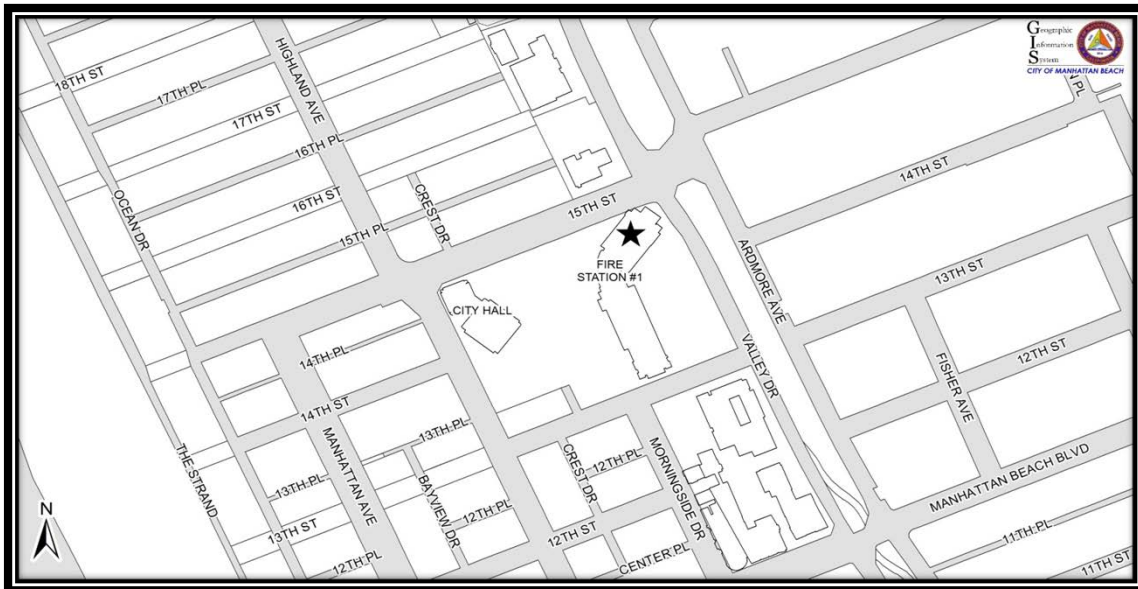 Geographic
Information
System
CITY OF MANHATTAN BEACH
18TH ST
17TH PL
17TH ST
HIGHLAND AVE
16TH PL
16TH ST
OCEAN DR
15TH PL
CREST DR
15TH ST
14TH ST
N PL
FIRE
STATION #1
CITY HALL
ARDMORE AVE
13TH ST
VALLEY DR
12TH ST
FISHER AVE
14TH PL
14TH ST
MANHATTAN AVE
13TH PL
THE STRAND
13TH PL
13TH ST
12TH PL
BAYVIEW DR
12TH PL
CREST DR
12TH PL
12TH ST
MORNINGSIDE DR
CENTER PL
MANHATTAN BEACH BLVD
11TH PL
11TH ST
N